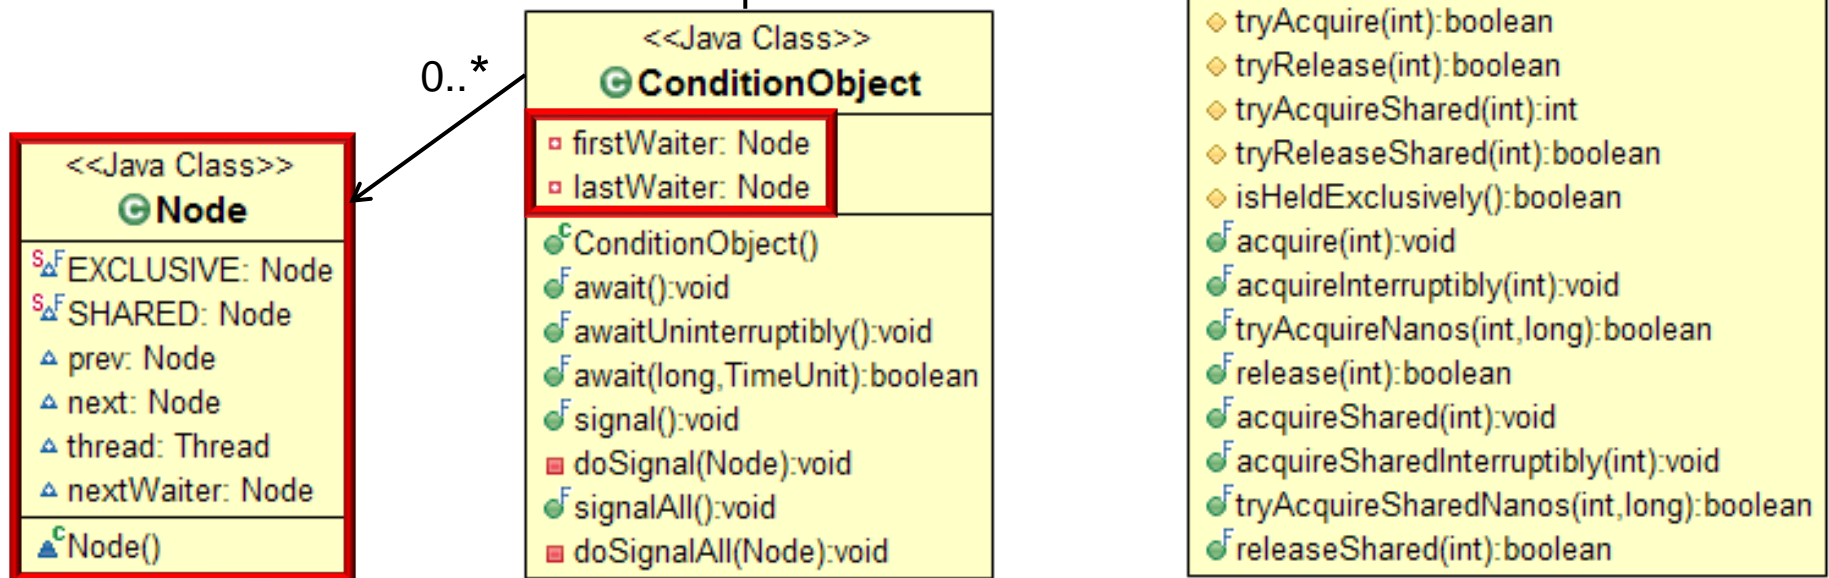 0..*
<<Java Class>>
C Node
S F EXCLUSIVE: Node
S F SHARED: Node
prev: Node
next: Node
thread: Thread
nextWaiter: Node
C Node()
<<Java Class>>
C ConditionObject
firstWaiter: Node
lastWaiter: Node
C ConditionObject()
F await():void
F awaitUninterruptibly():void
F await(long,TimeUnit):boolean
F signal():void
doSignal(Node):void
F signalAll():void
doSignalAll(Node):void
tryAcquire(int):boolean
tryRelease(int):boolean
tryAcquireShared(int):int
tryReleaseShared(int):boolean
isHeldExclusively():boolean
F acquire(int):void
F acquireInterruptibly(int):void
F tryAcquireNanos(int,long):boolean
F release(int):boolean
F acquireShared(int):void
F acquireSharedInterruptibly(int):void
F tryAcquireSharedNanos(int,long):boolean
F releaseShared(int):boolean